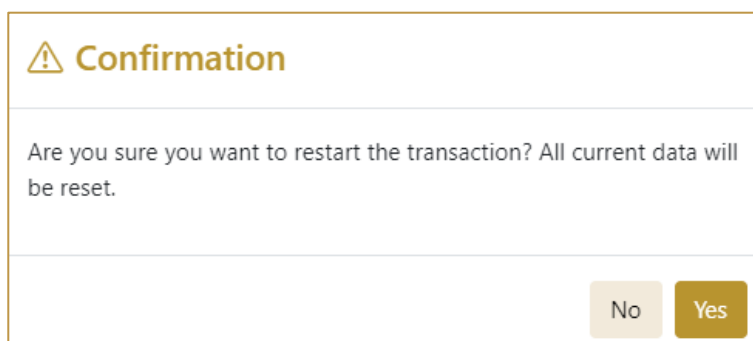 Confirmation
Are you sure you want to restart the transaction? All current data will
be reset.
No Yes